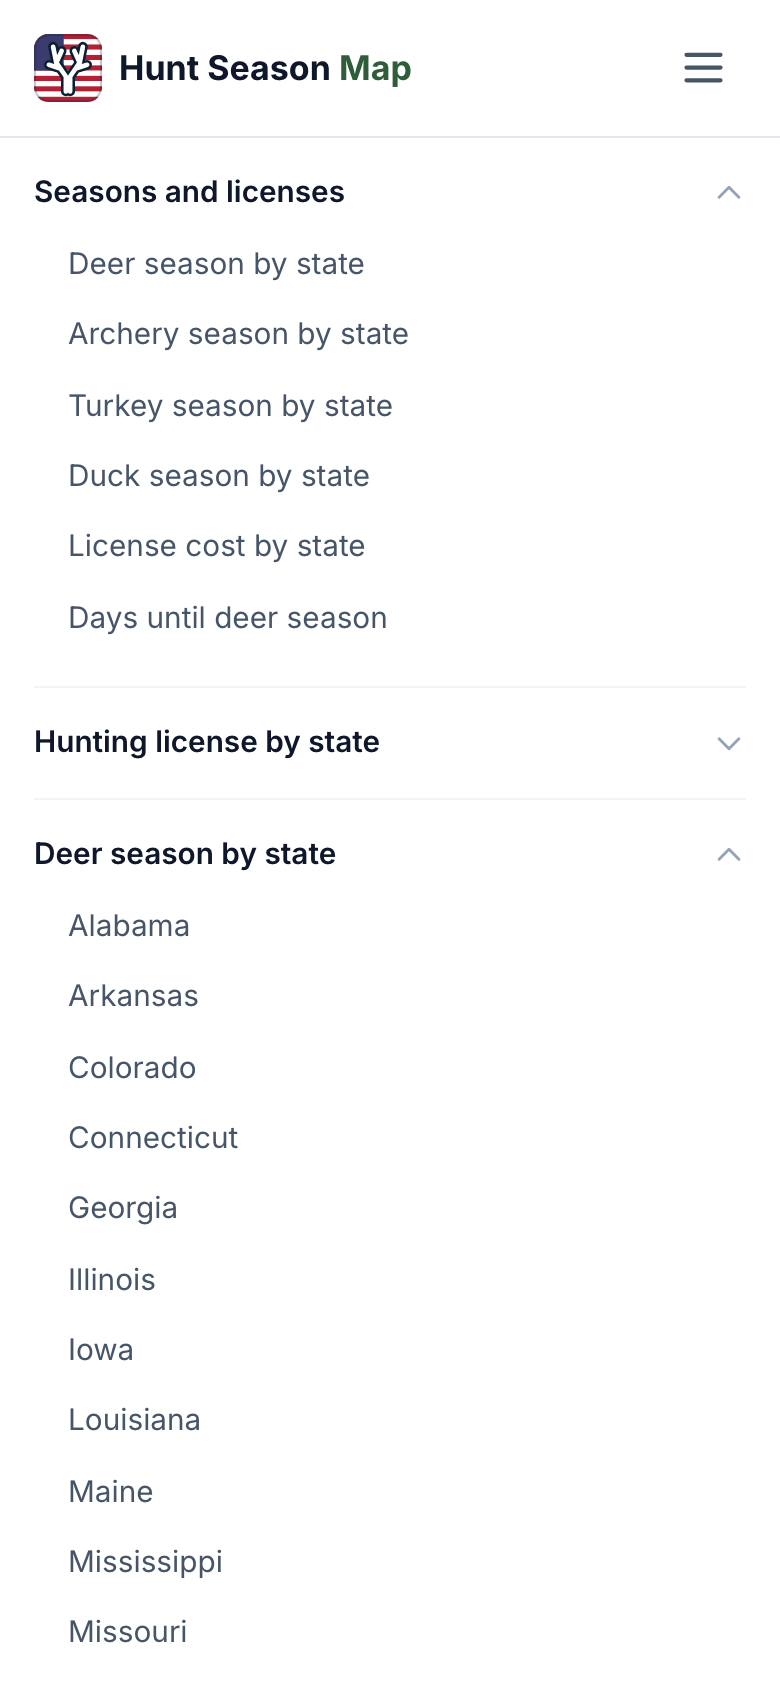 Hunt Season Map
Seasons and licenses
Deer season by state
Archery season by state
Turkey season by state
Duck season by state
License cost by state
Days until deer season
Hunting license by state
Deer season by state
Alabama
Arkansas
Colorado
Connecticut
Georgia
Illinois
Iowa
Louisiana
Maine
Mississippi
Missouri